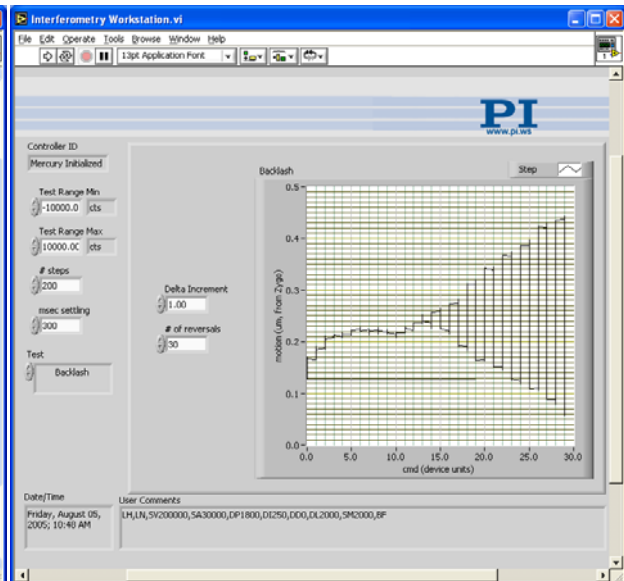 Interferometry Workstation.vi
File Edit Operate Tools Browse Window Help
13pt Application Font
1
PI
www.pi.ws
Controller ID
Mercury Initialized
Test Range Min
-10000.0 cts
Test Range Max
10000.0C cts
# steps
200
msec settling
300
Test
Backlash
Delta Increment
1.00
# of reversals
30
Backlash
Step
0.5
0.4
0.3
0.2
0.1
0.0
motion (um, from Zygo)
0.0 5.0 10.0 15.0 20.0 25.0 30.0
cmd (device units)
Date/Time
Friday, August 05,
2005; 10:48 AM
User Comments
LH,LN,SV200000,SA30000,DP1800,DI250,DD0,DL2000,SM2000,BF